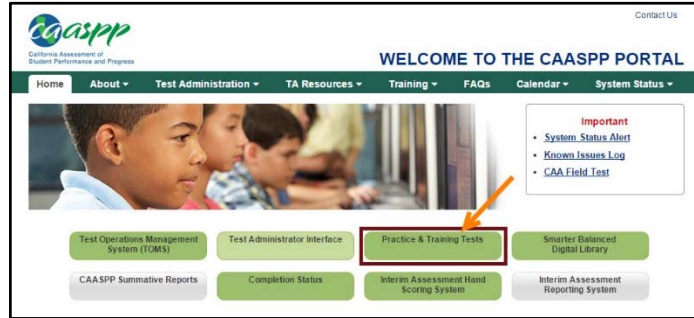 Contact Us
caaspp
California Assessment of
Student Performance and Progress
WELCOME TO THE CAASPP PORTAL
Home About Test Administration TA Resources Training FAQs Calendar System Status
Important
System Status Alert
Known Issues Log
CAA Field Test
Test Operations Management
System (TOMS)
Test Administrator Interface
Practice & Training Tests
Smarter Balanced
Digital Library
CAASPP Summative Reports
Completion Status
Interim Assessment Hand
Scoring System
Interim Assessment
Reporting System